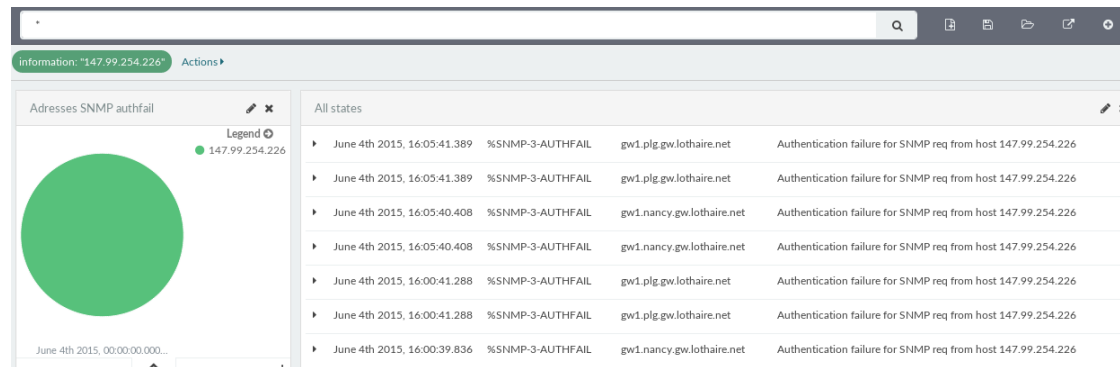 *
information: "147.99.254.226" Actions
Adresses SNMP authfail
Legend
147.99.254.226
June 4th 2015, 00:00:00.000...
All states
June 4th 2015, 16:05:41.389 %SNMP-3-AUTHFAIL gw1.plg.gw.lothaire.net Authentication failure for SNMP req from host 147.99.254.226
June 4th 2015, 16:05:41.389 %SNMP-3-AUTHFAIL gw1.plg.gw.lothaire.net Authentication failure for SNMP req from host 147.99.254.226
June 4th 2015, 16:05:40.408 %SNMP-3-AUTHFAIL gw1.nancy.gw.lothaire.net Authentication failure for SNMP req from host 147.99.254.226
June 4th 2015, 16:05:40.408 %SNMP-3-AUTHFAIL gw1.nancy.gw.lothaire.net Authentication failure for SNMP req from host 147.99.254.226
June 4th 2015, 16:00:41.288 %SNMP-3-AUTHFAIL gw1.plg.gw.lothaire.net Authentication failure for SNMP req from host 147.99.254.226
June 4th 2015, 16:00:41.288 %SNMP-3-AUTHFAIL gw1.plg.gw.lothaire.net Authentication failure for SNMP req from host 147.99.254.226
June 4th 2015, 16:00:39.836 %SNMP-3-AUTHFAIL gw1.nancy.gw.lothaire.net Authentication failure for SNMP req from host 147.99.254.226